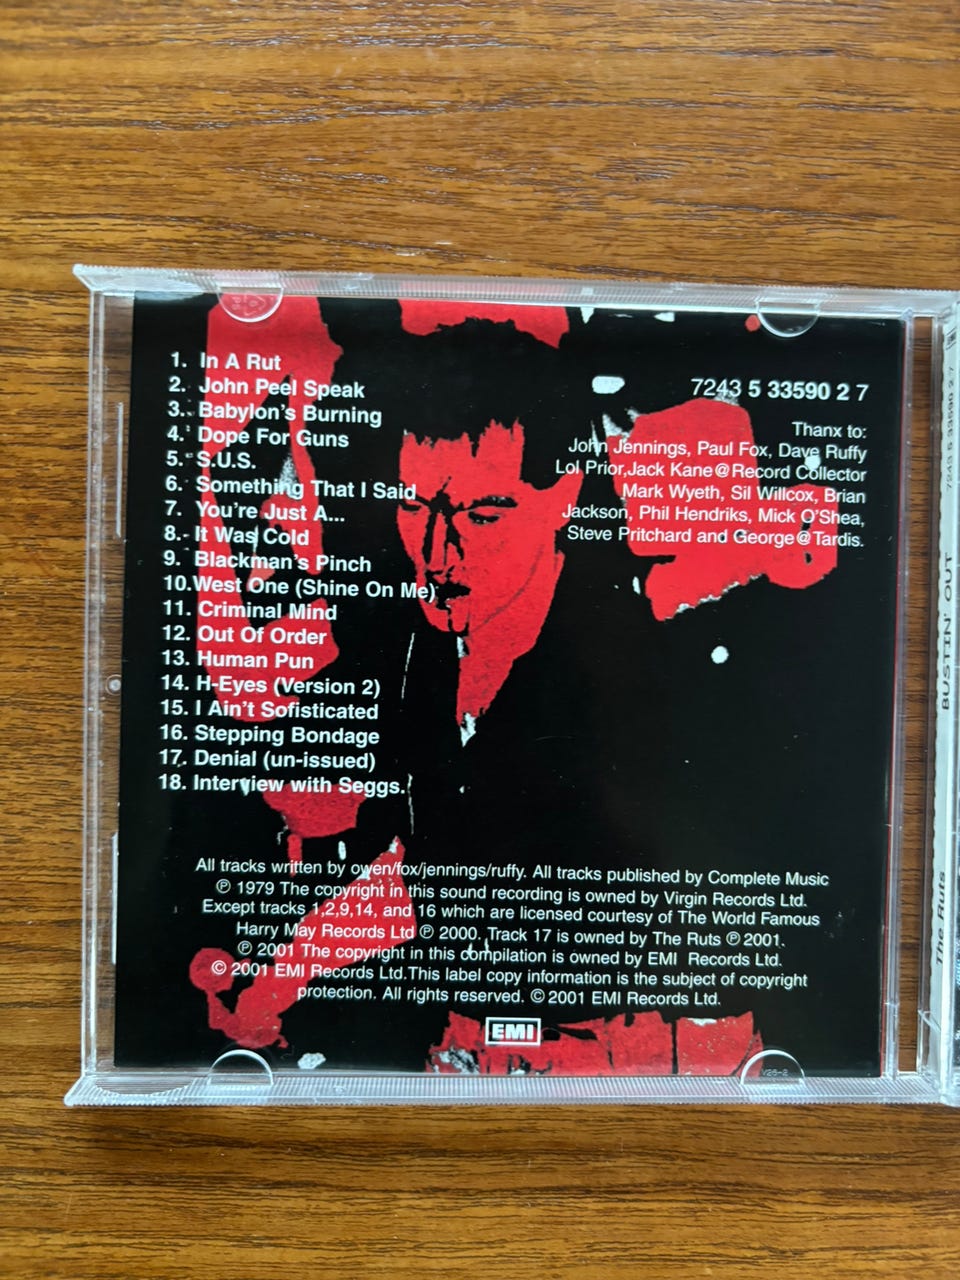 1. In A Rut
2. John Peel Speak
3. Babylon's Burning
4. Dope For Guns
5. S.U.S.
6. Something That I Said
7. You're Just A...
8. It Was Cold
9. Blackman's Pinch
10.West One (Shine On Me)
11. Criminal Mind
12. Out Of Order
13. Human Pun
14. H-Eyes (Version 2)
15. I Ain't Sofisticated
16. Stepping Bondage
17. Denial (un-issued)
18. Interview with Seggs.
7243 5 33590 2 7
Thanx to:
John Jennings, Paul Fox, Dave Ruffy
Lol Prior,Jack Kane@Record Collector
Mark Wyeth, Sil Willcox, Brian
Jackson, Phil Hendriks, Mick O'Shea,
Steve Pritchard and George@Tardis.
All tracks written by owen/fox/jennings/ruffy. All tracks published by Complete Music
℗ 1979 The copyright in this sound recording is owned by Virgin Records Ltd.
Except tracks 1,2,9,14, and 16 which are licensed courtesy of The World Famous
Harry May Records Ltd ℗ 2000, Track 17 is owned by The Ruts ℗ 2001.
℗ 2001 The copyright in this compilation is owned by EMI Records Ltd.
© 2001 EMI Records Ltd.This label copy information is the subject of copyright
protection. All rights reserved. © 2001 EMI Records Ltd.
EMI
V26-2
The Ruts
BUSTIN' OUT
7243 5 33590 2 7